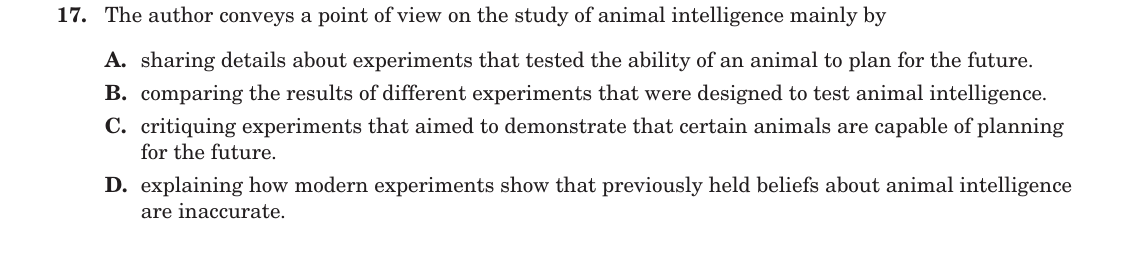 17. The author conveys a point of view on the study of animal intelligence mainly by
A. sharing details about experiments that tested the ability of an animal to plan for the future.
B. comparing the results of different experiments that were designed to test animal intelligence.
C. critiquing experiments that aimed to demonstrate that certain animals are capable of planning
for the future.
D. explaining how modern experiments show that previously held beliefs about animal intelligence
are inaccurate.